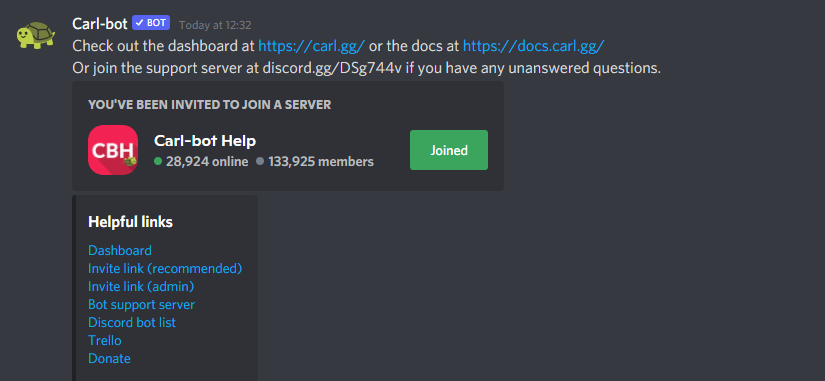 Carl-bot ✓ BOT Today at 12:32
Check out the dashboard at https://carl.gg/ or the docs at https://docs.carl.gg/
Or join the support server at discord.gg/DSg744v if you have any unanswered questions.
YOU'VE BEEN INVITED TO JOIN A SERVER
CBH
Carl-bot Help
28,924 online 133,925 members
Joined
Helpful links
Dashboard
Invite link (recommended)
Invite link (admin)
Bot support server
Discord bot list
Trello
Donate